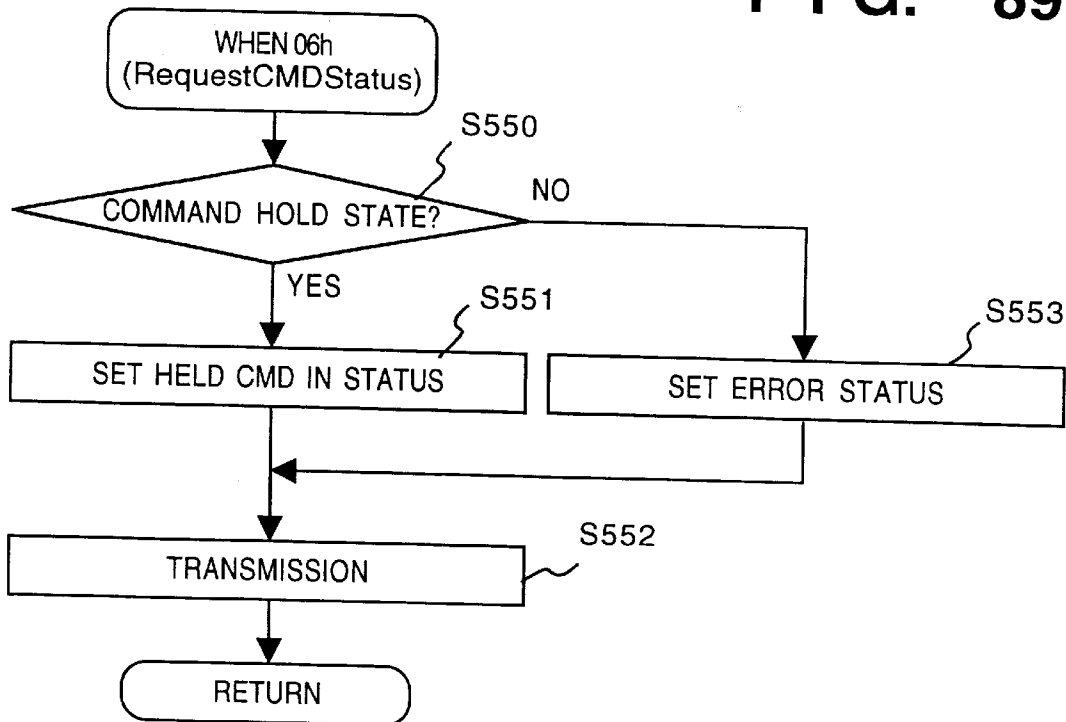 FIG. 89
WHEN 06h
(RequestCMDStatus)
S550
COMMAND HOLD STATE?
NO
YES
S551
S553
SET HELD CMD IN STATUS
SET ERROR STATUS
S552
TRANSMISSION
RETURN